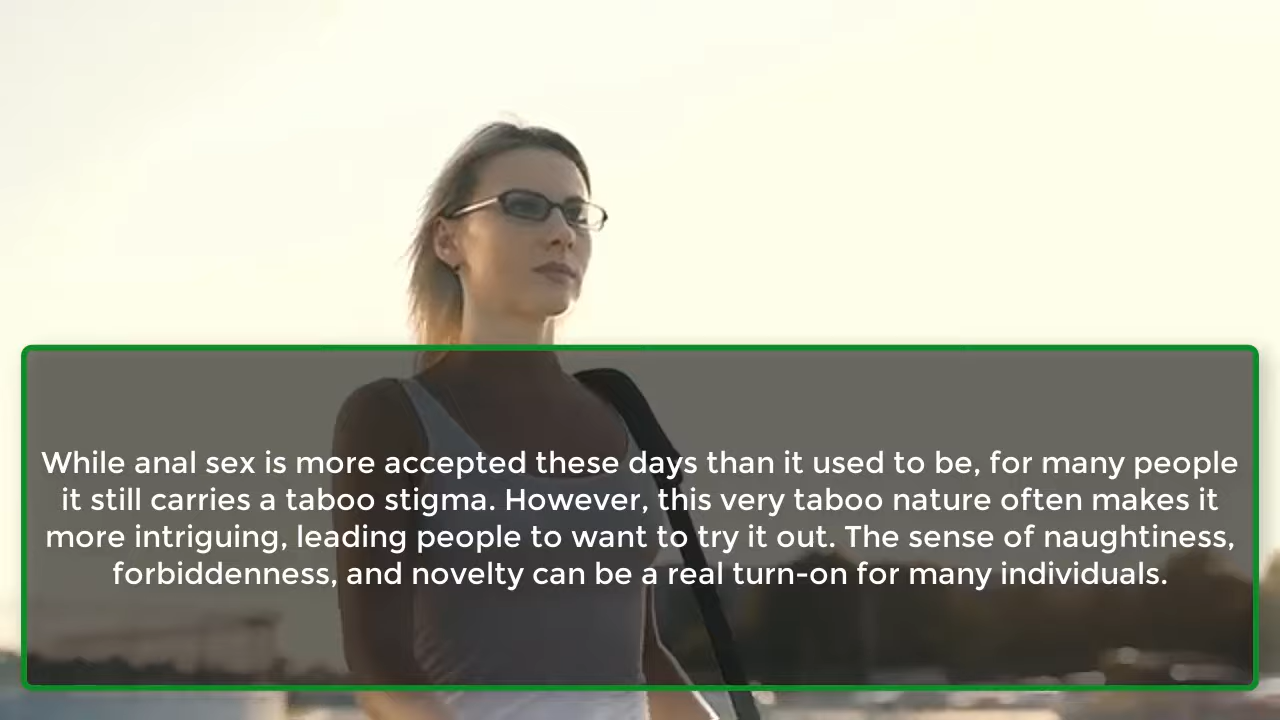 While anal sex is more accepted these days than it used to be, for many people
it still carries a taboo stigma. However, this very taboo nature often makes it
more intriguing, leading people to want to try it out. The sense of naughtiness,
forbiddenness, and novelty can be a real turn-on for many individuals.